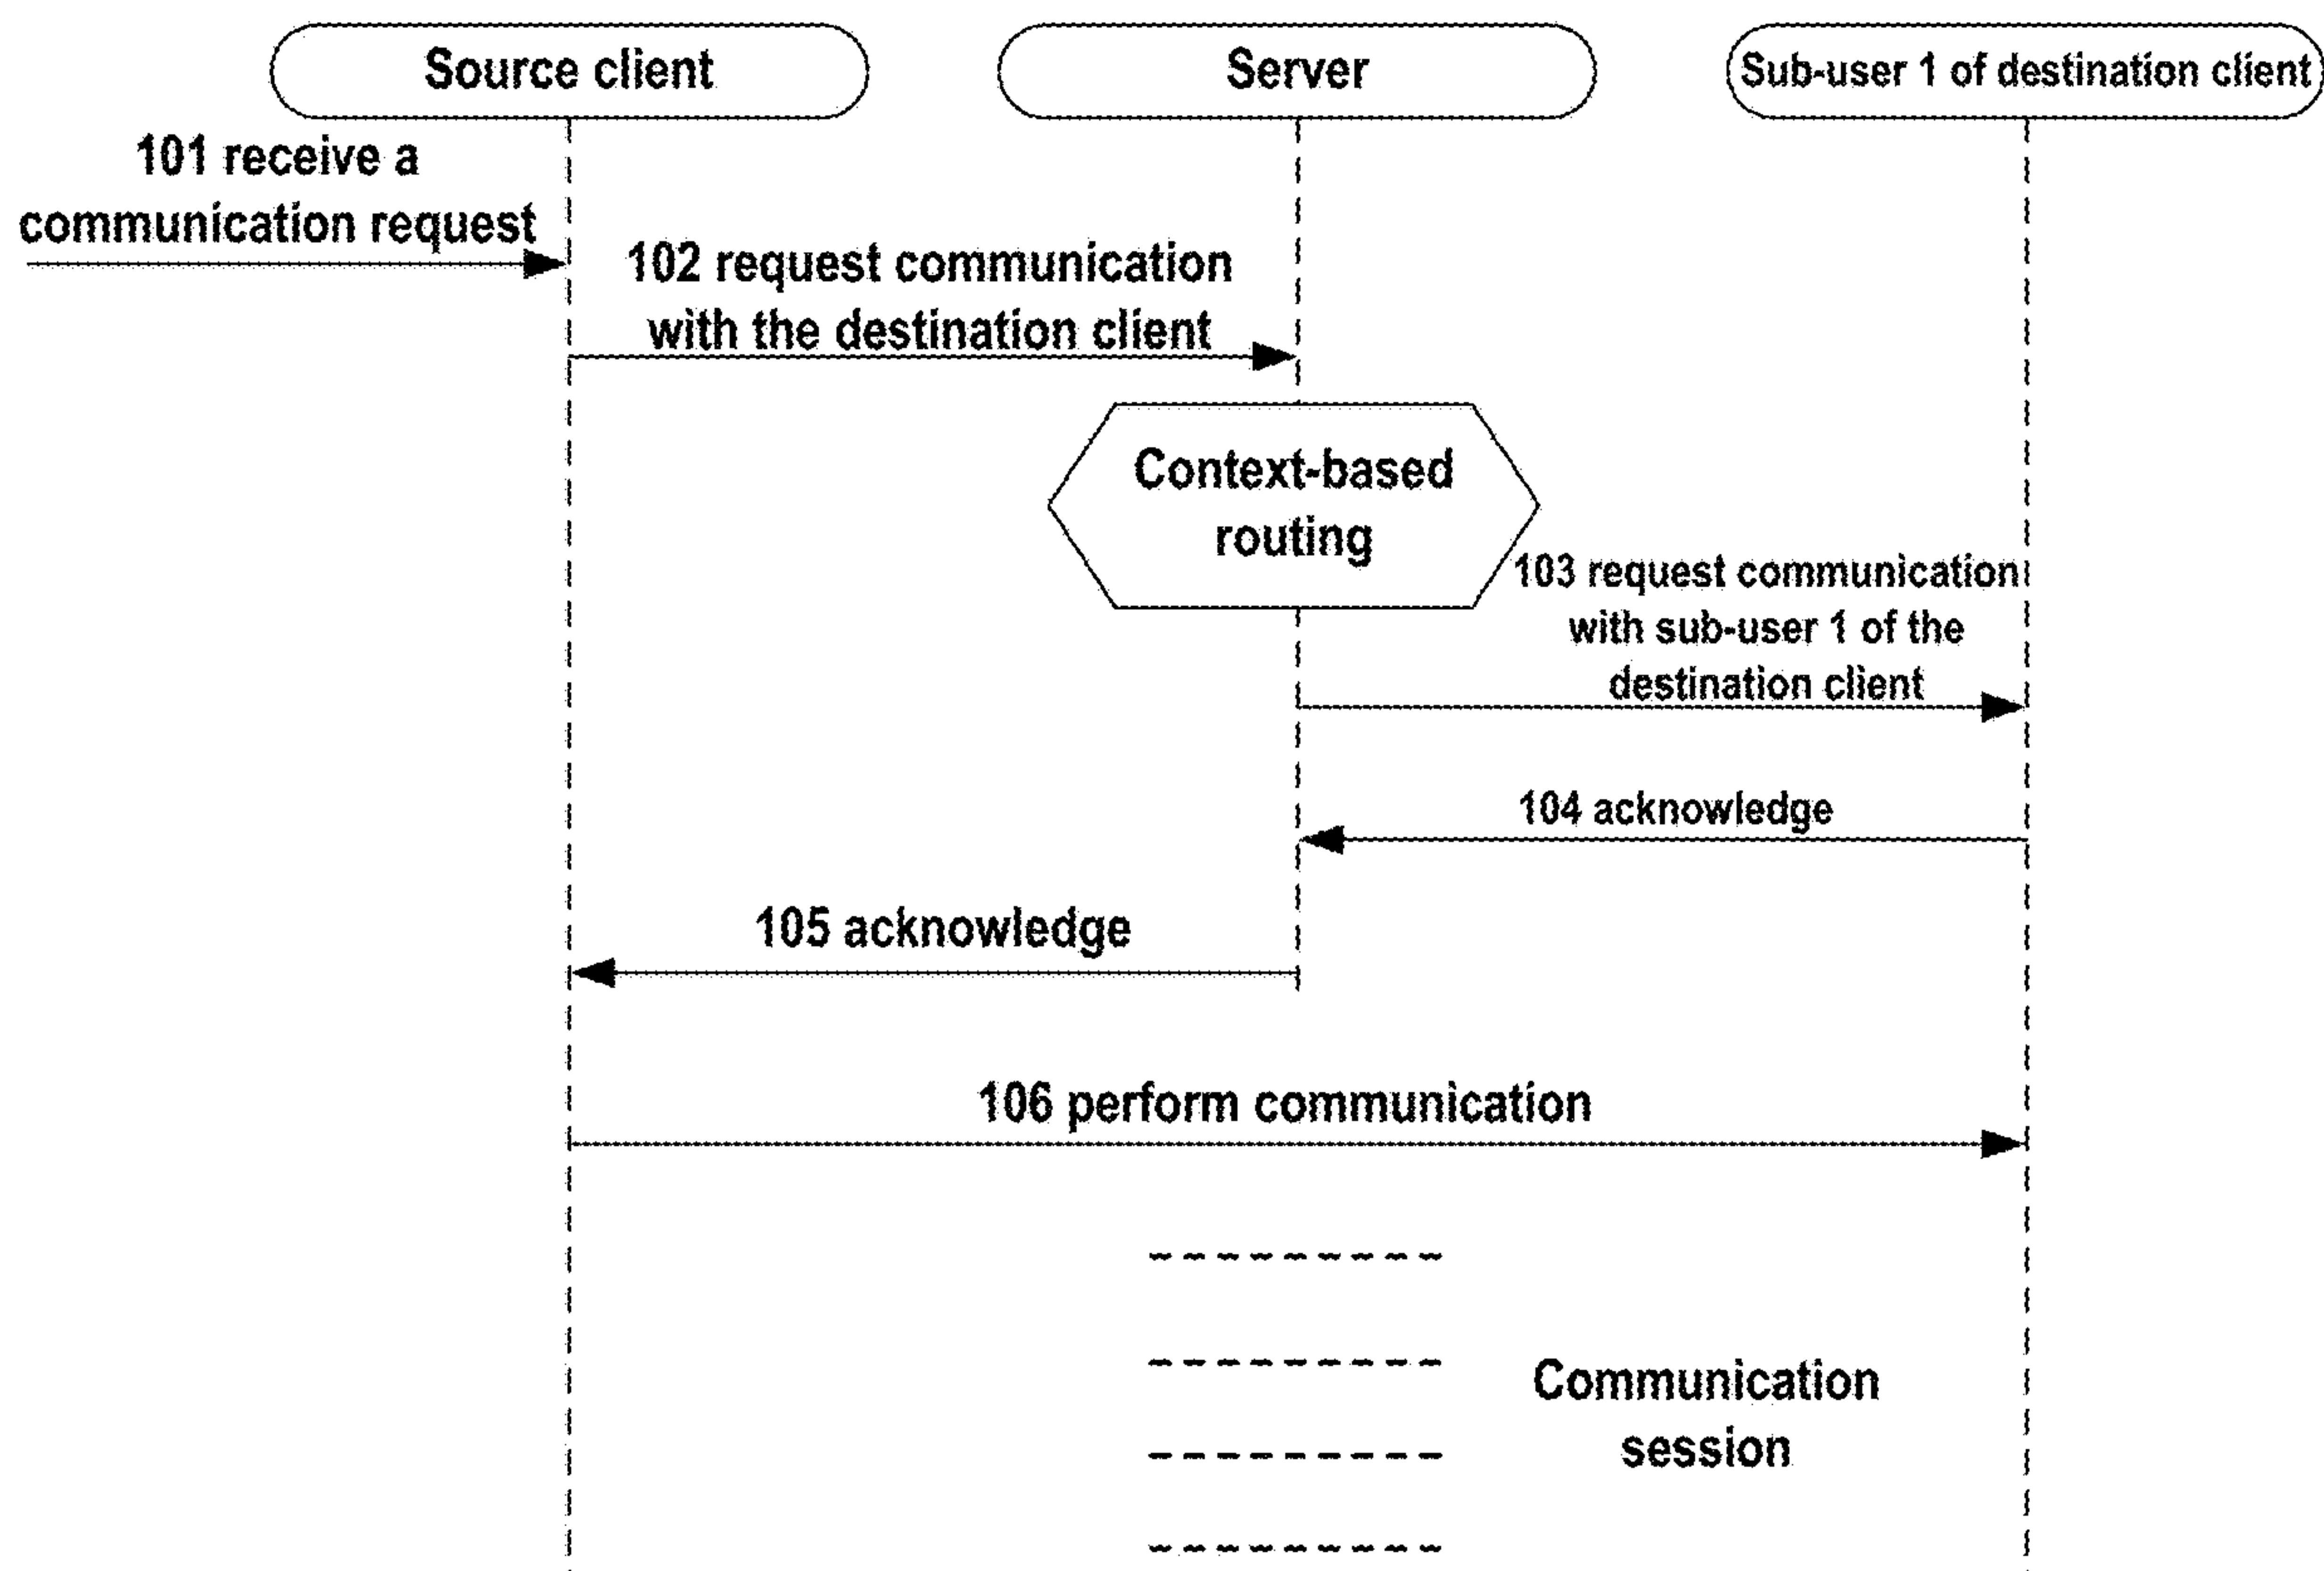 Source client
Server
Sub-user 1 of destination client
101 receive a
communication request
102 request communication
with the destination client
Context-based
routing
103 request communication
with sub-user 1 of the
destination client
104 acknowledge
105 acknowledge
106 perform communication
Communication
session